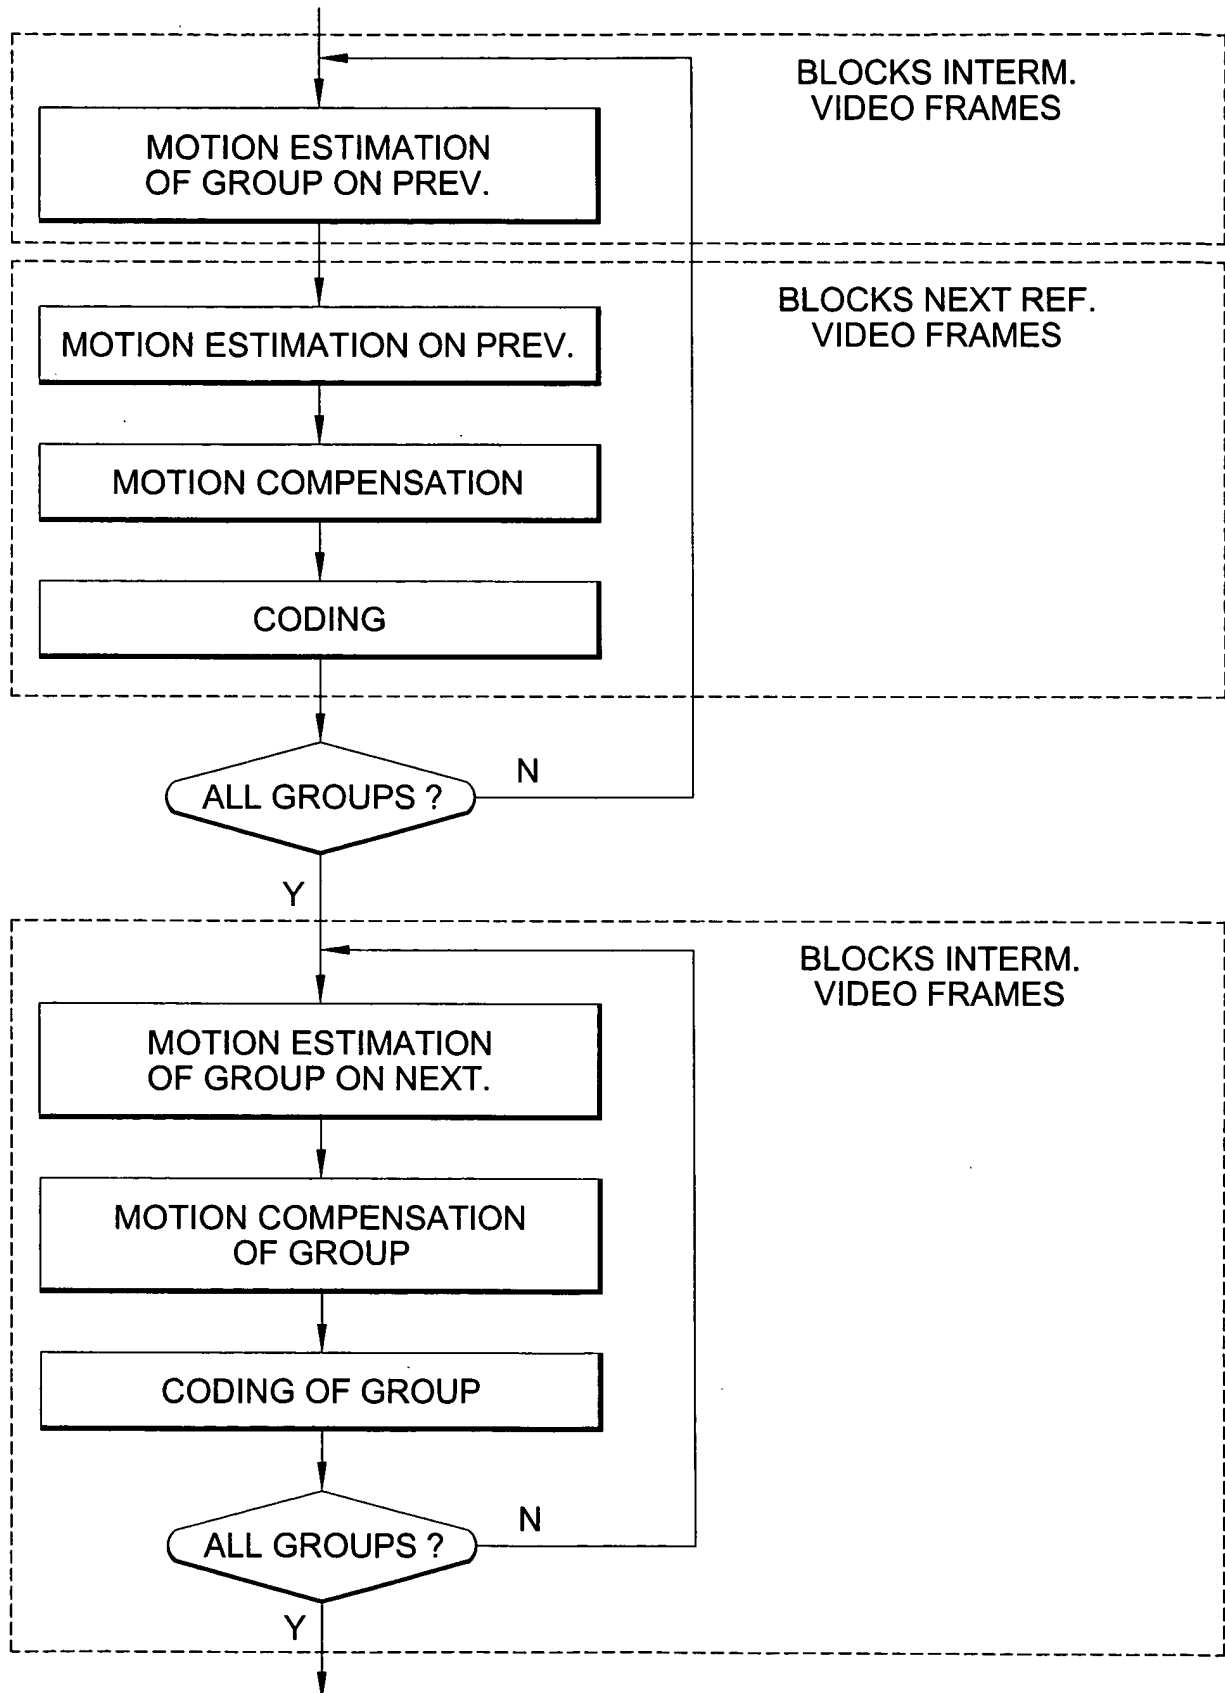 BLOCKS INTERM.
VIDEO FRAMES
MOTION ESTIMATION
OF GROUP ON PREV.
BLOCKS NEXT REF.
VIDEO FRAMES
MOTION ESTIMATION ON PREV.
MOTION COMPENSATION
CODING
ALL GROUPS ?
N
Y
BLOCKS INTERM.
VIDEO FRAMES
MOTION ESTIMATION
OF GROUP ON NEXT.
MOTION COMPENSATION
OF GROUP
CODING OF GROUP
ALL GROUPS ?
N
Y